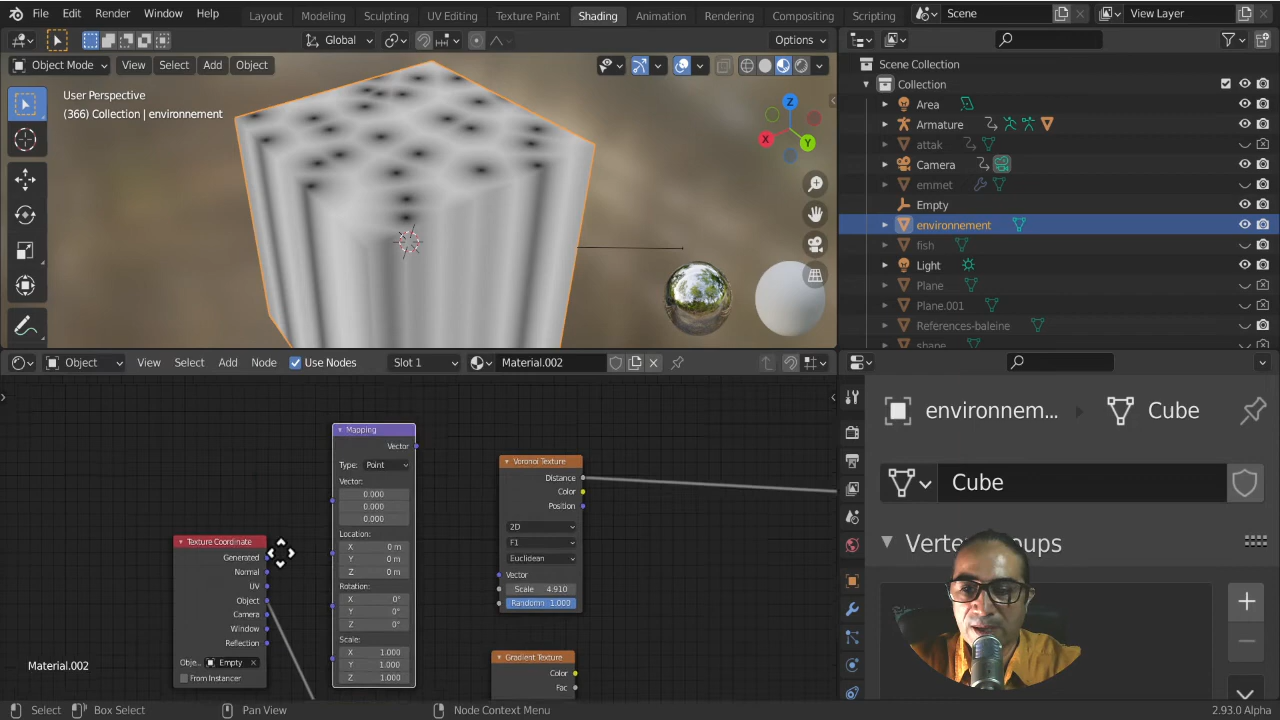 File Edit Render Window Help Layout Modeling Sculpting UV Editing Texture Paint Shading Animation Rendering Compositing Scripting Scene View Layer
Global Options
Object Mode View Select Add Object
User Perspective
(366) Collection | environnement
Z
X
Y
Scene Collection
Collection
Area
Armature
attak
Camera
emmet
Empty
environnement
fish
Light
Plane
Plane.001
References-baleine
shape
Object View Select Add Node Use Nodes Slot 1 Material.002
Mapping
Vector
Type: Point
Vector:
0.000
0.000
0.000
Location:
X 0 m
Y 0 m
Z 0 m
Rotation:
X 0°
Y 0°
Z 0°
Scale:
X 1.000
Y 1.000
Z 1.000
Texture Coordinate
Generated
Normal
UV
Object
Camera
Window
Reflection
Obje... Empty
From Instancer
Voronoi Texture
Distance
Color
Position
2D
F1
Euclidean
Vector
Scale 4.910
Randomn 1.000
Gradient Texture
Color
Fac
Material.002
environnem... Cube
Cube
Vertex Groups
Select Box Select Pan View Node Context Menu 2.93.0 Alpha